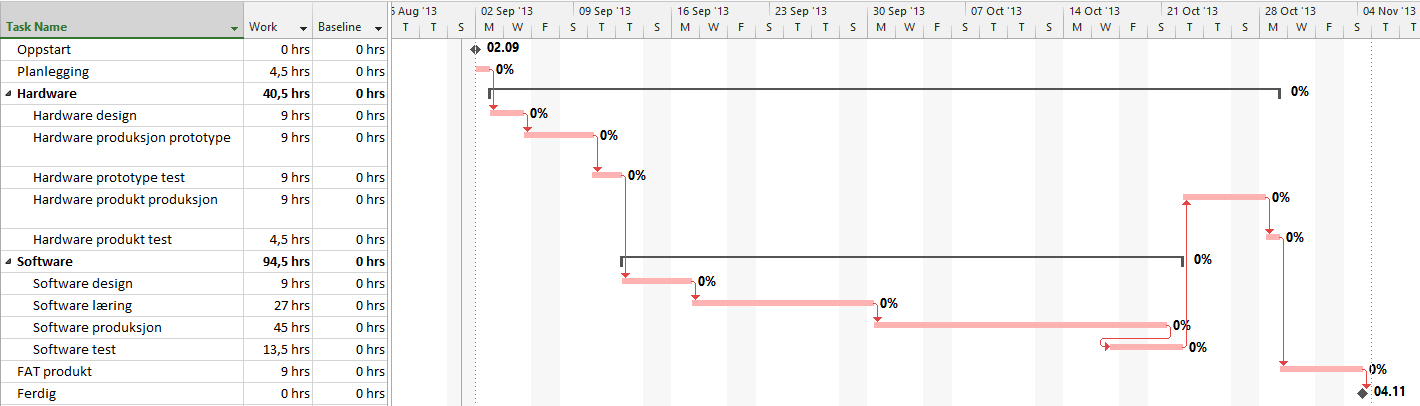 5 Aug '13 02 Sep '13 09 Sep '13 16 Sep '13 23 Sep '13 30 Sep '13 07 Oct '13 14 Oct '13 21 Oct '13 28 Oct '13 04 Nov '13
Task Name Work Baseline T T S M W F S T T S M W F S T T S M W F S T T S M W F S T T S M W F S T T
Oppstart 0 hrs 0 hrs 02.09
Planlegging 4,5 hrs 0 hrs 0%
Hardware 40,5 hrs 0 hrs 0%
Hardware design 9 hrs 0 hrs 0%
Hardware produksjon prototype 9 hrs 0 hrs 0%
Hardware prototype test 9 hrs 0 hrs 0%
Hardware produkt produksjon 9 hrs 0 hrs 0%
Hardware produkt test 4,5 hrs 0 hrs 0%
Software 94,5 hrs 0 hrs 0%
Software design 9 hrs 0 hrs 0%
Software læring 27 hrs 0 hrs 0%
Software produksjon 45 hrs 0 hrs 0%
Software test 13,5 hrs 0 hrs 0%
FAT produkt 9 hrs 0 hrs 0%
Ferdig 0 hrs 0 hrs 04.11